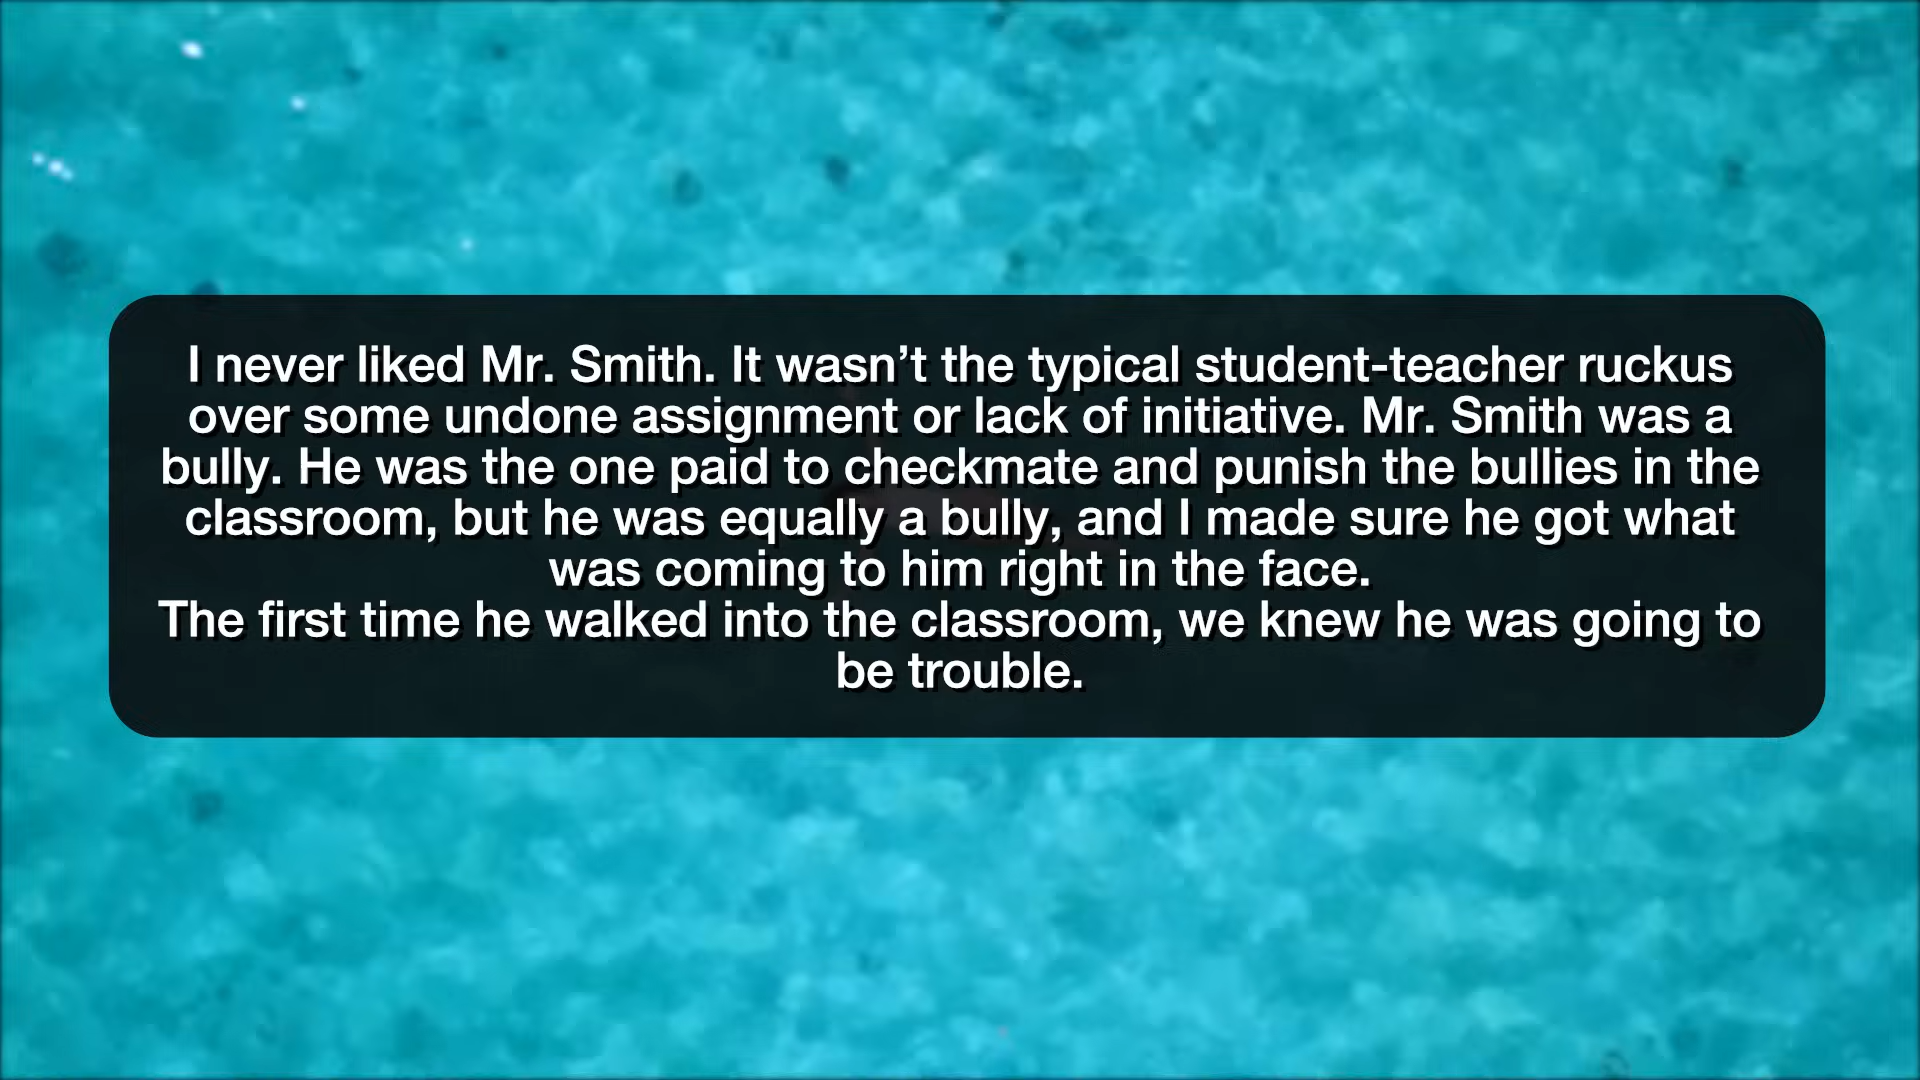 I never liked Mr. Smith. It wasn’t the typical student-teacher ruckus
over some undone assignment or lack of initiative. Mr. Smith was a
bully. He was the one paid to checkmate and punish the bullies in the
classroom, but he was equally a bully, and I made sure he got what
was coming to him right in the face.
The first time he walked into the classroom, we knew he was going to
be trouble.